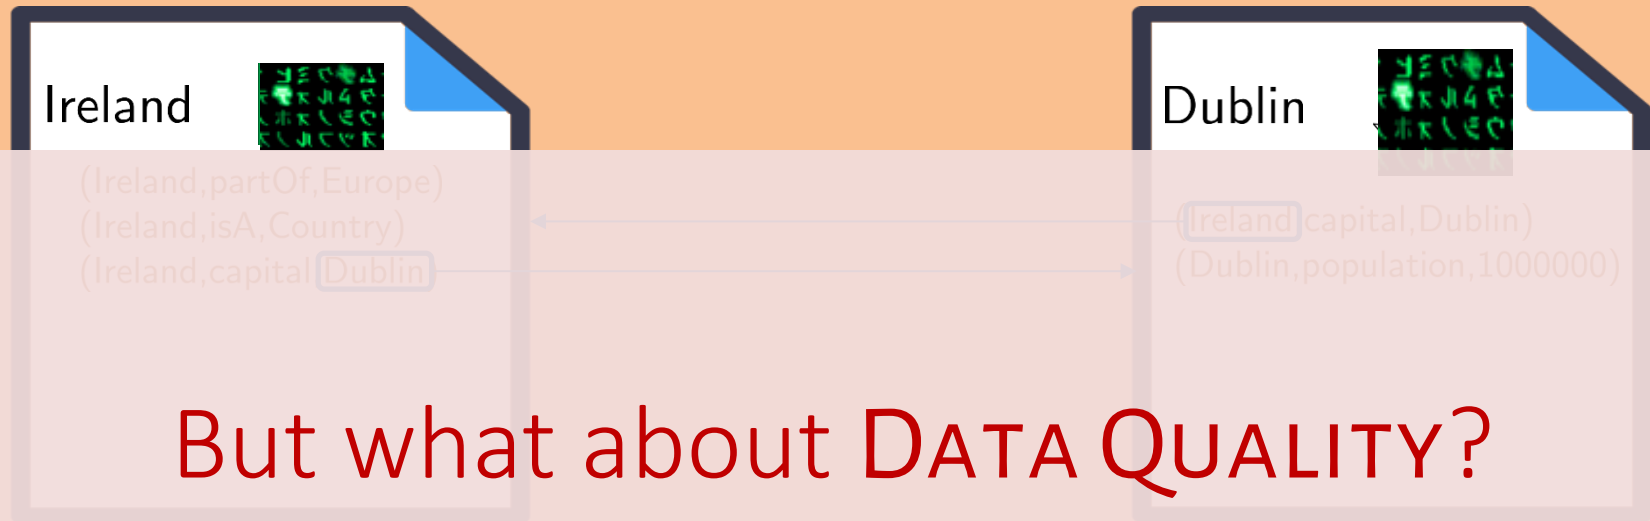 Ireland
(Ireland,partOf,Europe)
(Ireland,isA,Country)
(Ireland,capital,Dublin)
Dublin
(Ireland,capital,Dublin)
(Dublin,population,1000000)
But what about DATA QUALITY?